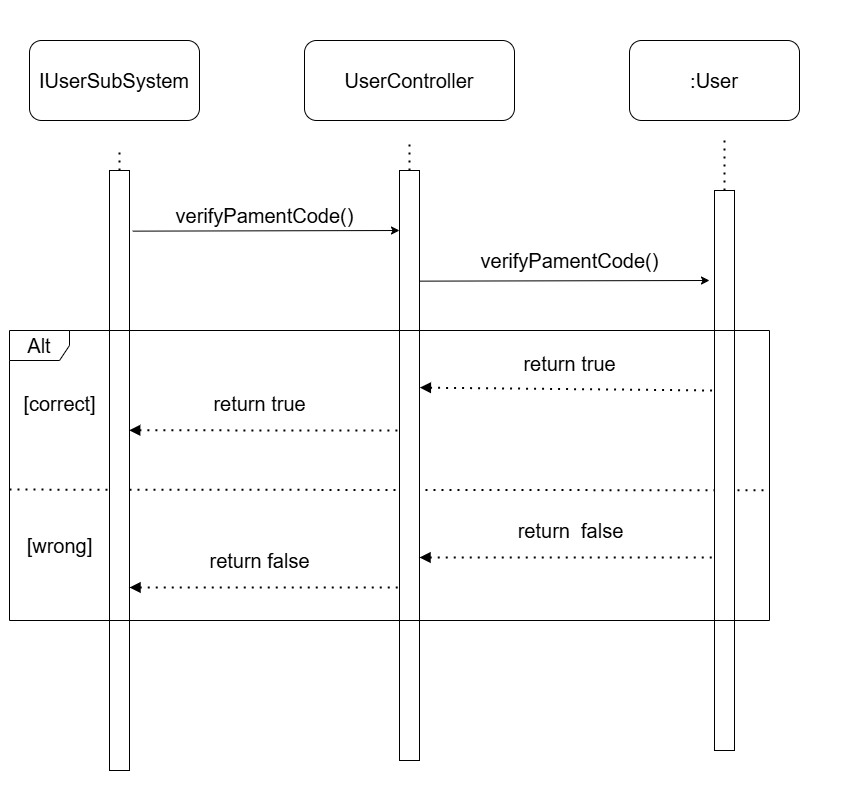 IUserSubSystem
UserController
:User
verifyPamentCode()
verifyPamentCode()
Alt
return true
[correct]
return true
return  false
[wrong]
return false